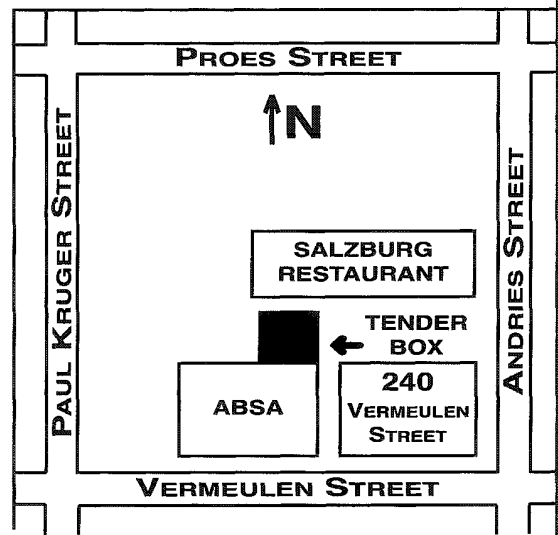 PROES STREET
N
PAUL KRUGER STREET
ANDRIES STREET
SALZBURG
RESTAURANT
TENDER
BOX
ABSA
240
VERMEULEN
STREET
VERMEULEN STREET